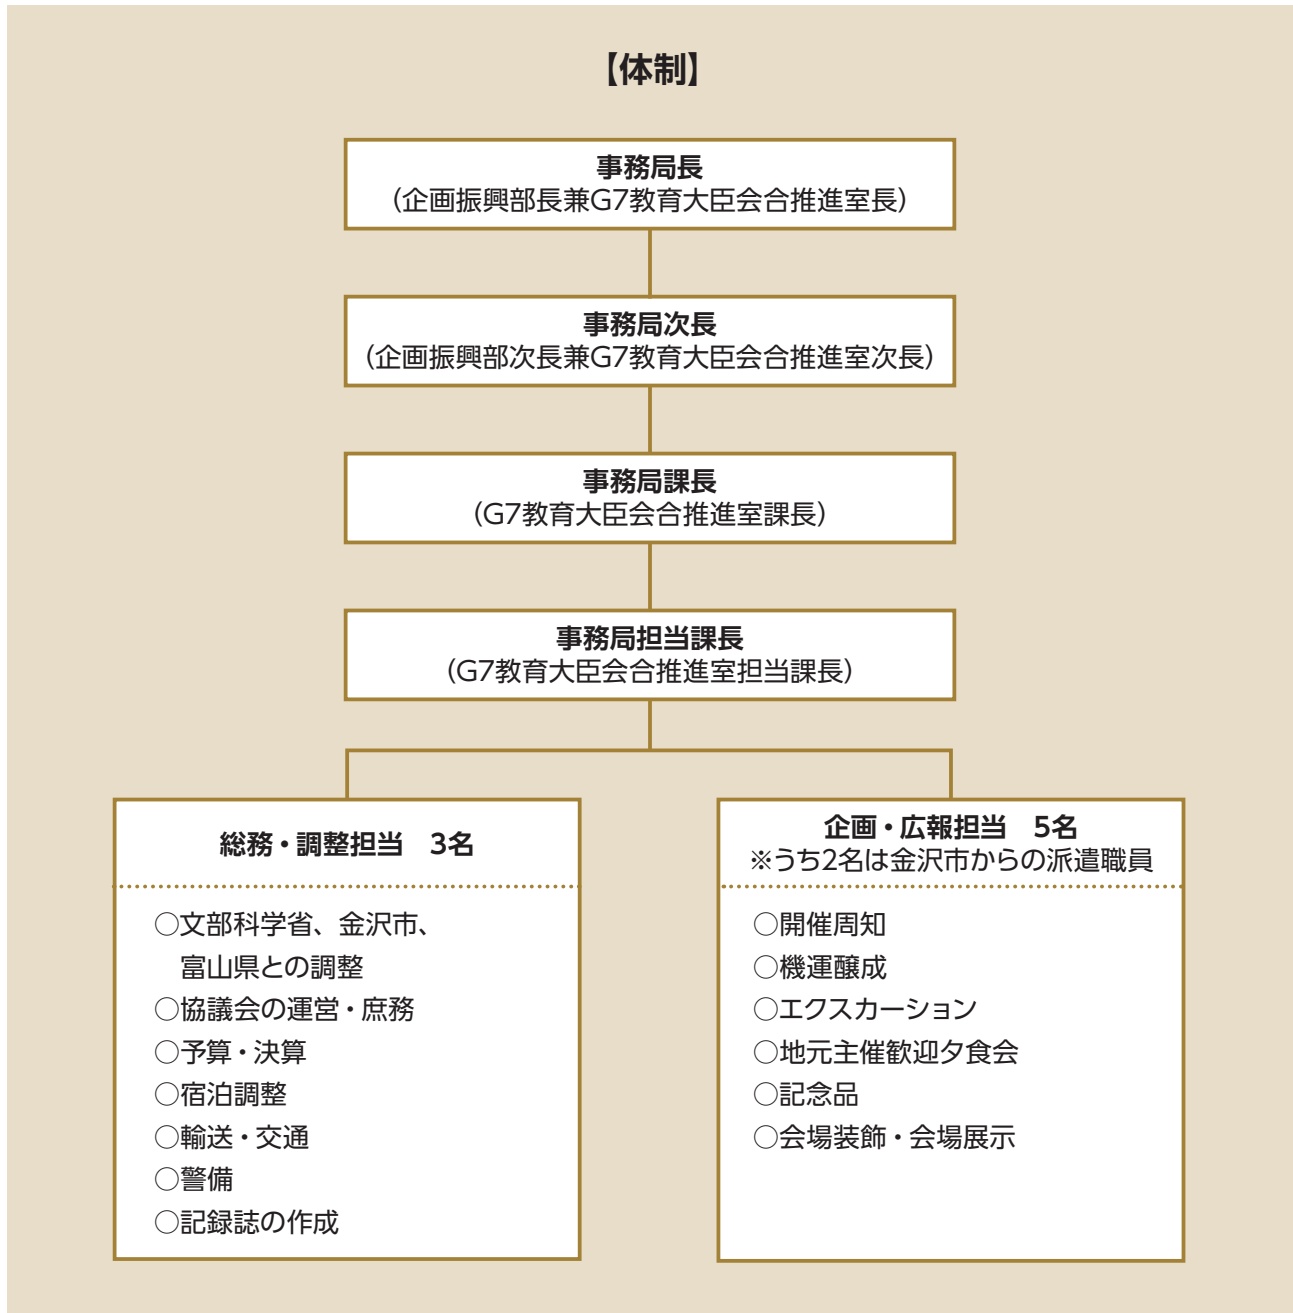 【体制】
事務局長
（企画振興部長兼G7教育大臣会合推進室長）
事務局次長
（企画振興部次長兼G7教育大臣会合推進室次長）
事務局課長
（G7教育大臣会合推進室課長）
事務局担当課長
（G7教育大臣会合推進室担当課長）
総務・調整担当　3名
○文部科学省、金沢市、
富山県との調整
○協議会の運営・庶務
○予算・決算
○宿泊調整
○輸送・交通
○警備
○記録誌の作成
企画・広報担当　5名
※うち2名は金沢市からの派遣職員
○開催周知
○機運醸成
○エクスカーション
○地元主催歓迎夕食会
○記念品
○会場装飾・会場展示